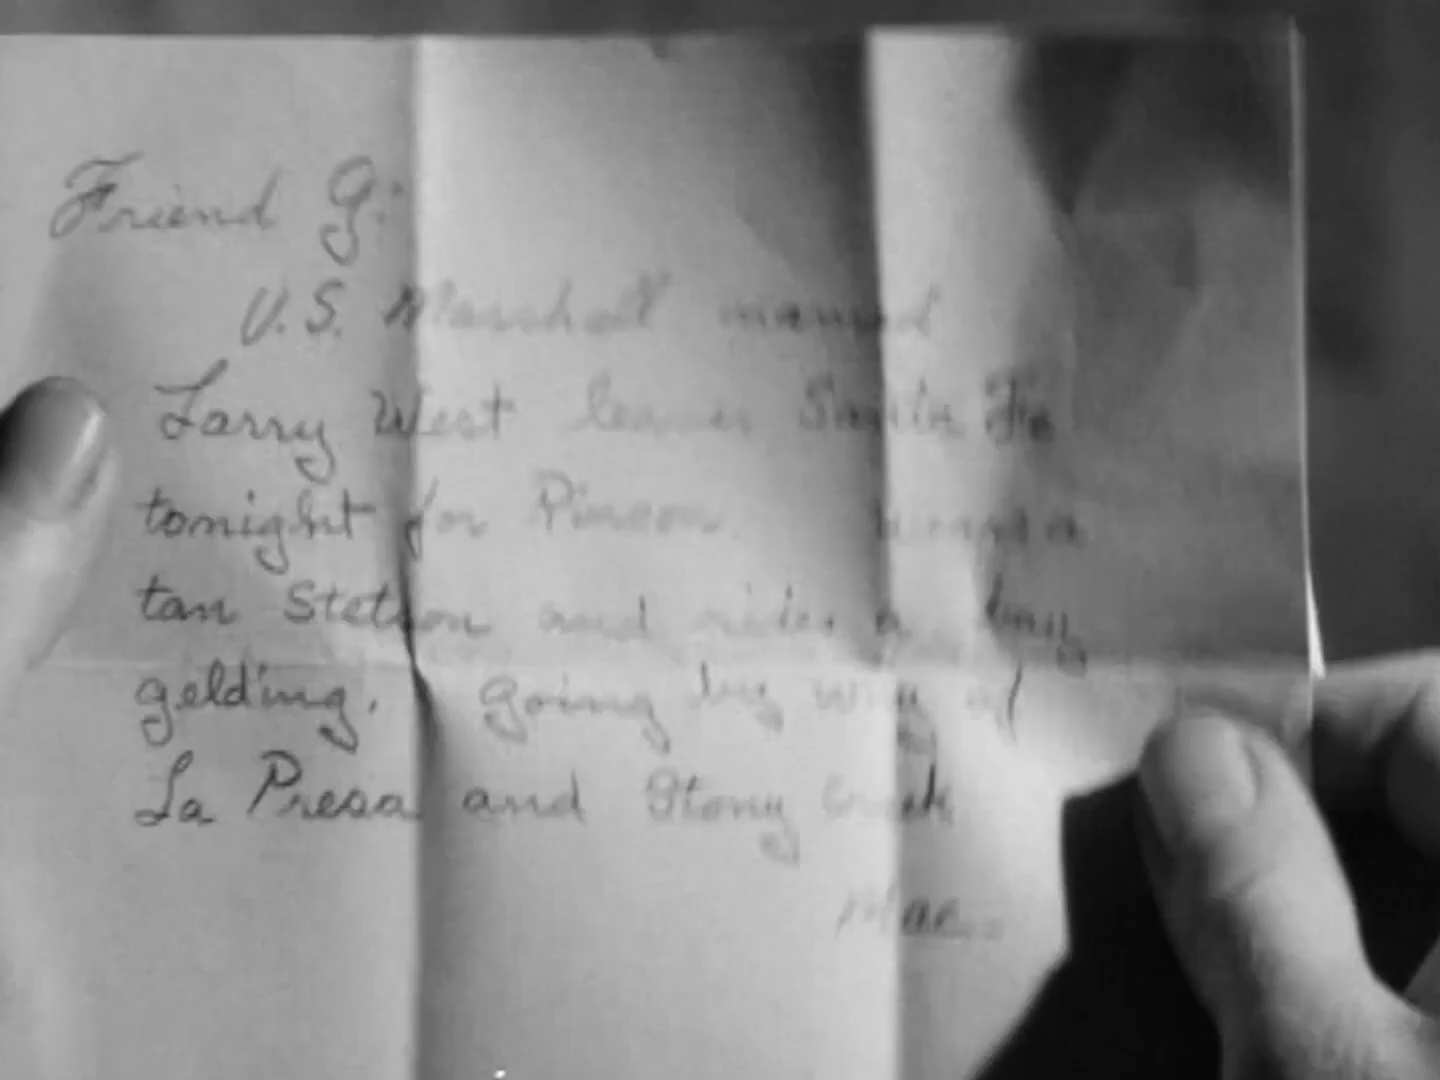 Friend G:
U.S. Marshall named
Larry West leaves Santa Fe
tonight for Rincon. Wears a
tan Stetson and rides a bay
gelding. Going by way of
La Presa and Stony Creek
Mac.